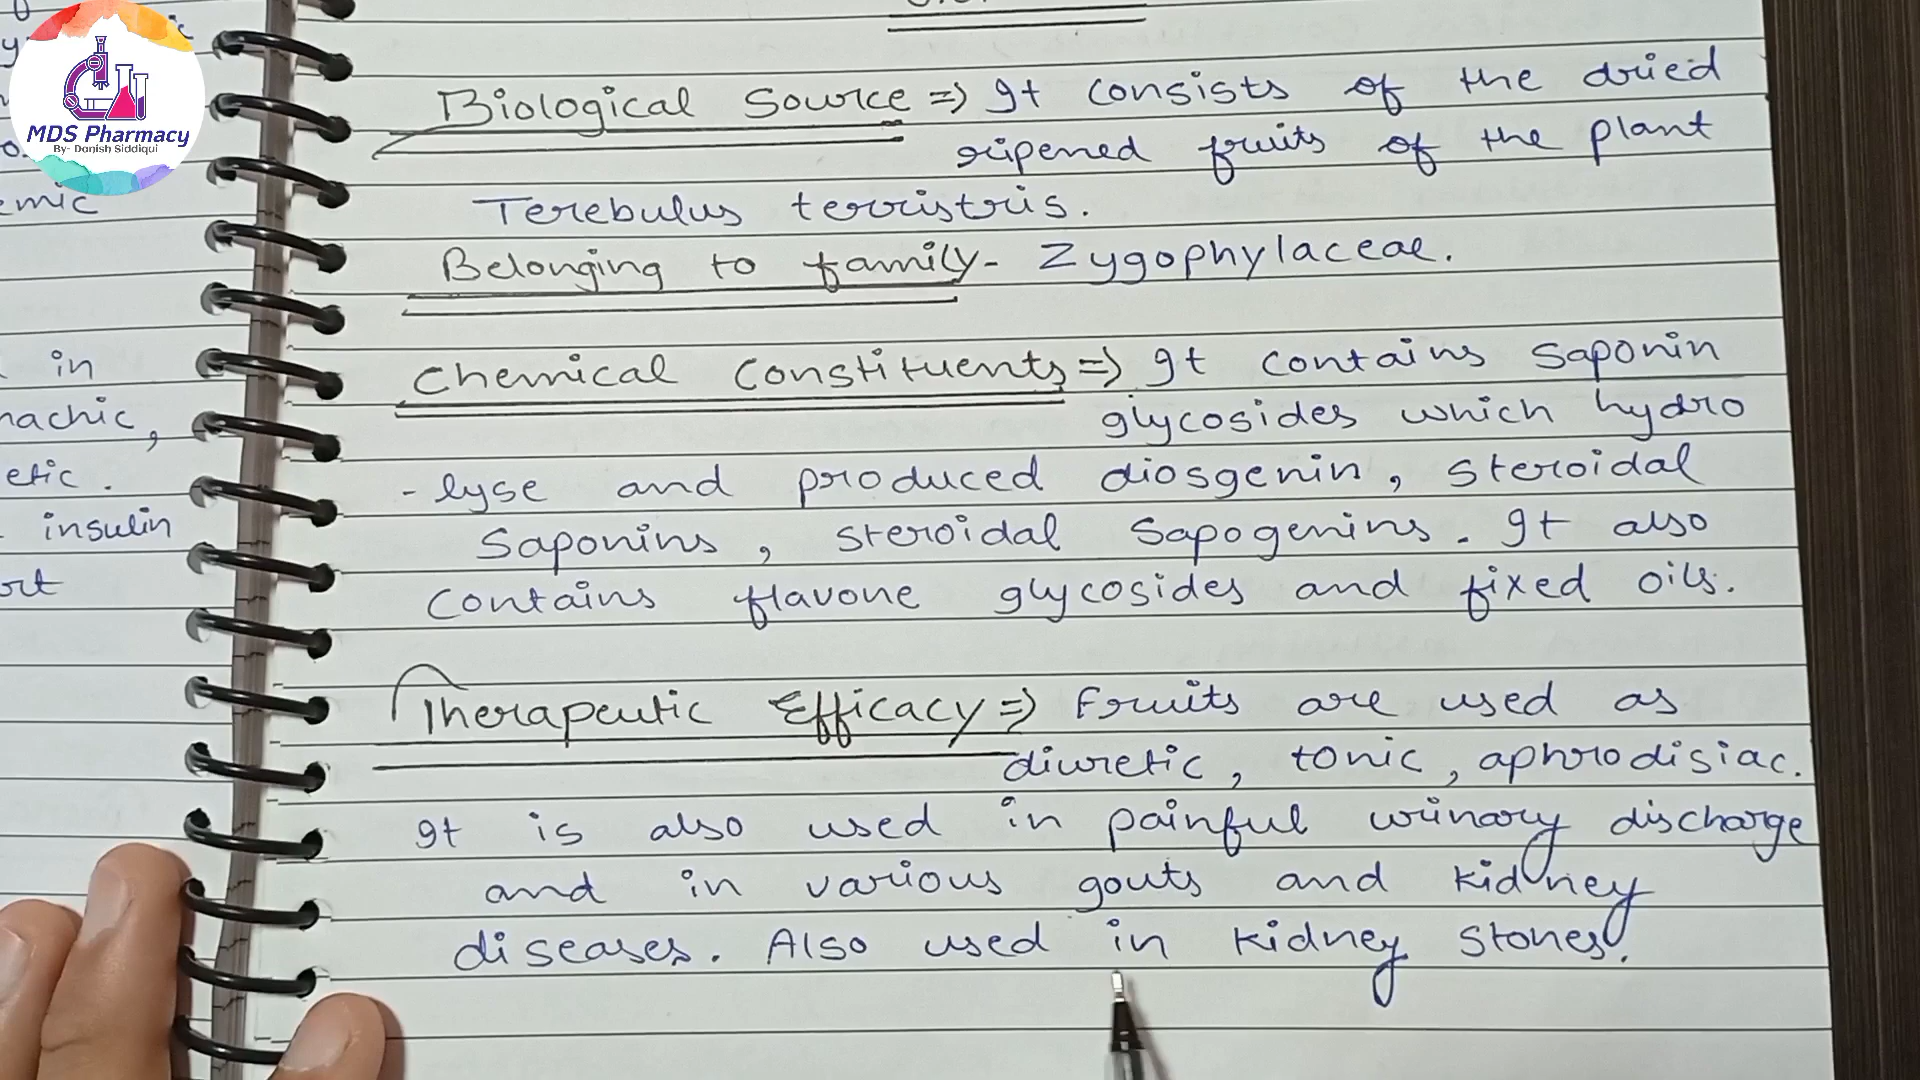 MDS Pharmacy
By- Danish Siddiqui
emic
in
machic,
etic.
insulin
Biological Source => It consists of the dried
ripened fruits of the plant
Terebulus terristris.
Belonging to family- Zygophylaceae.
Chemical Constituents => It contains Saponin
glycosides which hydro
-lyse and produced diosgenin, steroidal
Saponins, steroidal Sapogenins. It also
Contains flavone glycosides and fixed oils.
Therapeutic Efficacy => Fruits are used as
diuretic, tonic, aphrodisiac.
It is also used in painful urinary discharge
and in various gouts and kidney
diseases. Also used in kidney stones.